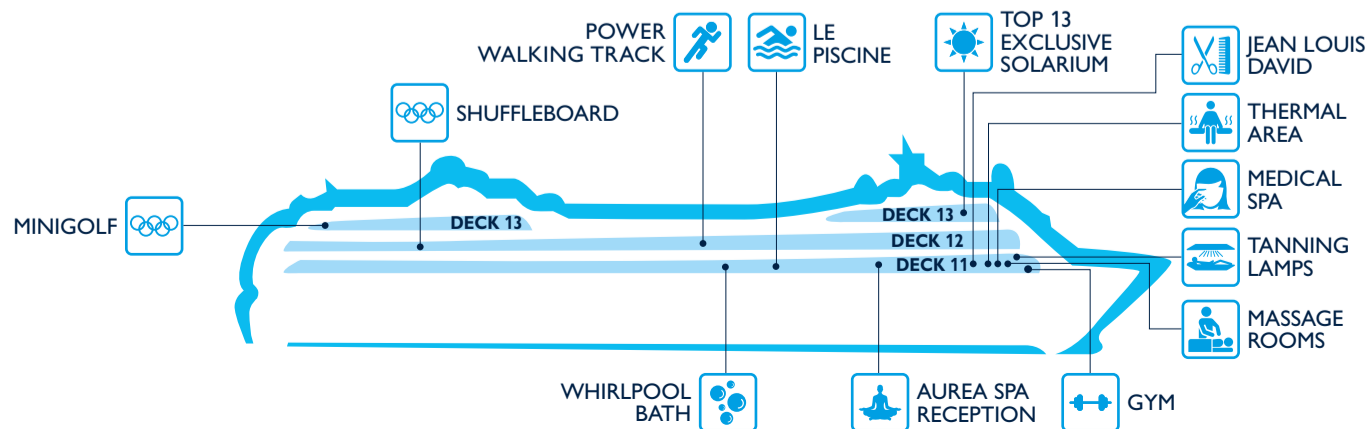 POWER
WALKING TRACK
LE
PISCINE
TOP 13
EXCLUSIVE
SOLARIUM
JEAN LOUIS
DAVID
SHUFFLEBOARD
THERMAL
AREA
MEDICAL
SPA
MINIGOLF
DECK 13
DECK 13
DECK 12
DECK 11
TANNING
LAMPS
MASSAGE
ROOMS
WHIRLPOOL
BATH
AUREA SPA
RECEPTION
GYM